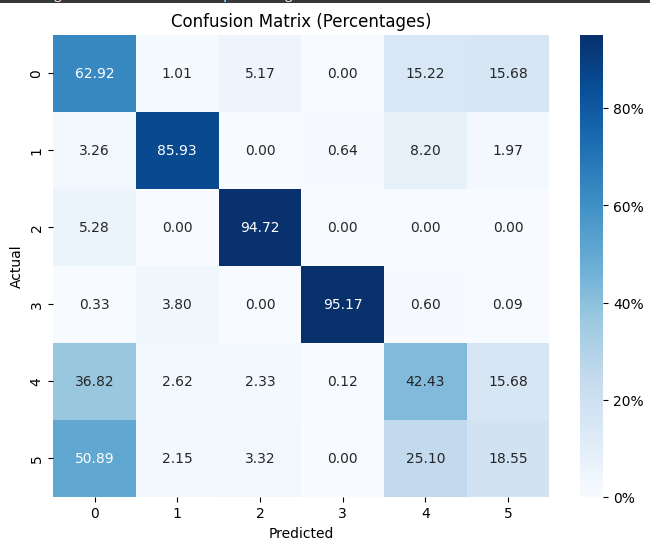 Confusion Matrix (Percentages)
0 62.92 1.01 5.17 0.00 15.22 15.68
80%
1 3.26 85.93 0.00 0.64 8.20 1.97
60%
2 5.28 0.00 94.72 0.00 0.00 0.00
Actual
3 0.33 3.80 0.00 95.17 0.60 0.09
40%
4 36.82 2.62 2.33 0.12 42.43 15.68
20%
5 50.89 2.15 3.32 0.00 25.10 18.55
0%
0 1 2 3 4 5
Predicted